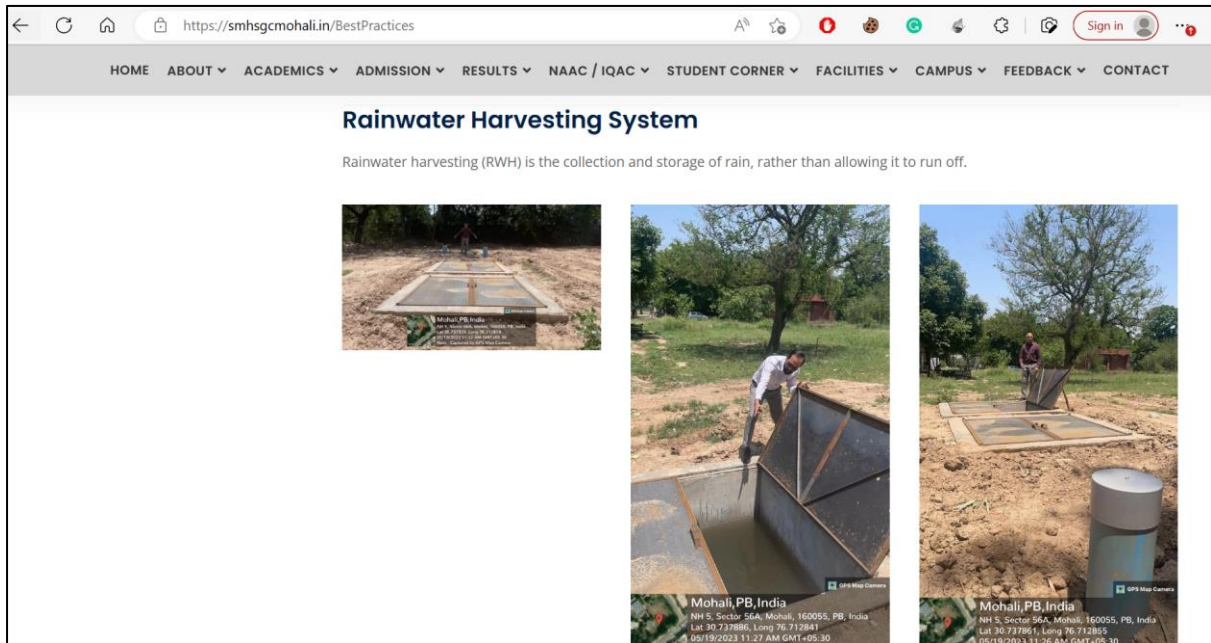 https://smhsgcmohali.in/BestPractices
Sign in
HOME ABOUT ACADEMICS ADMISSION RESULTS NAAC / IQAC STUDENT CORNER FACILITIES CAMPUS FEEDBACK CONTACT
Rainwater Harvesting System
Rainwater harvesting (RWH) is the collection and storage of rain, rather than allowing it to run off.
Mohali,PB,India
GPS Map Camera
Mohali,PB,India
NH 5, Sector 56A, Mohali, 160055, PB, India
Lat 30.737886, Long 76.712841
05/19/2023 11:27 AM GMT+05:30
GPS Map Camera
Mohali,PB,India
NH 5, Sector 56A, Mohali, 160055, PB, India
Lat 30.737861, Long 76.712855
05/19/2023 11:26 AM GMT+05:30